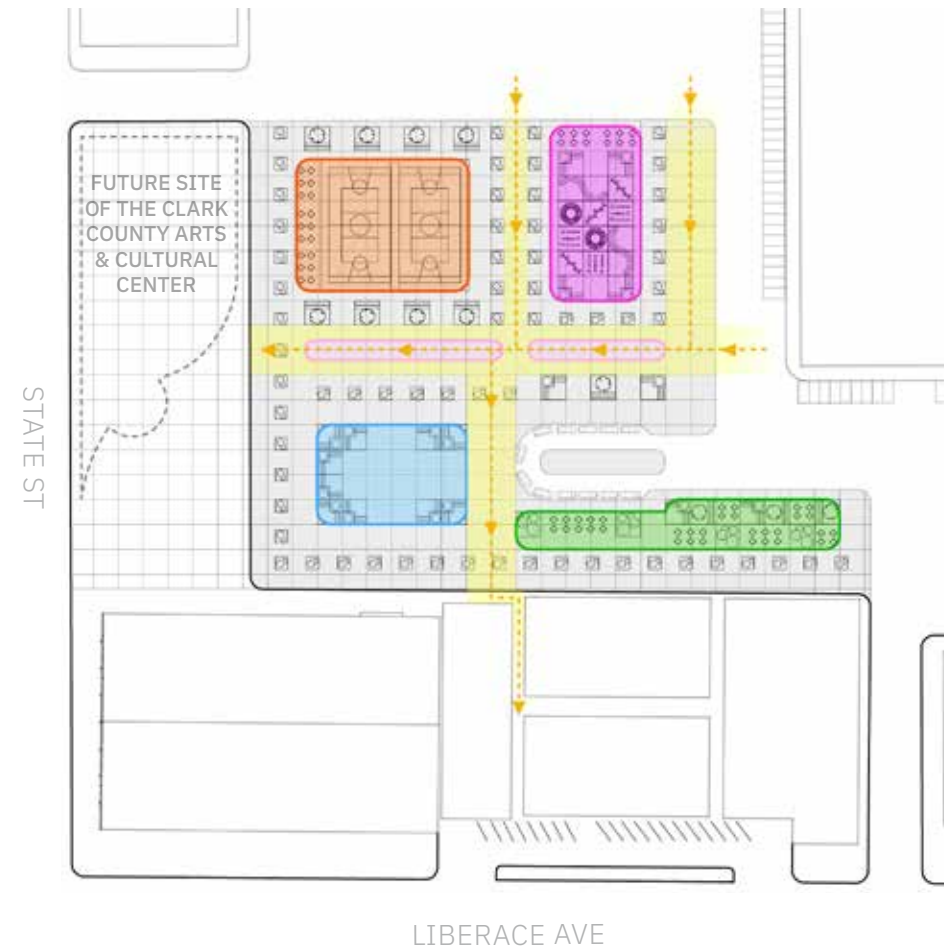 FUTURE SITE
OF THE CLARK
COUNTY ARTS
& CULTURAL
CENTER
STATE ST
LIBERACE AVE